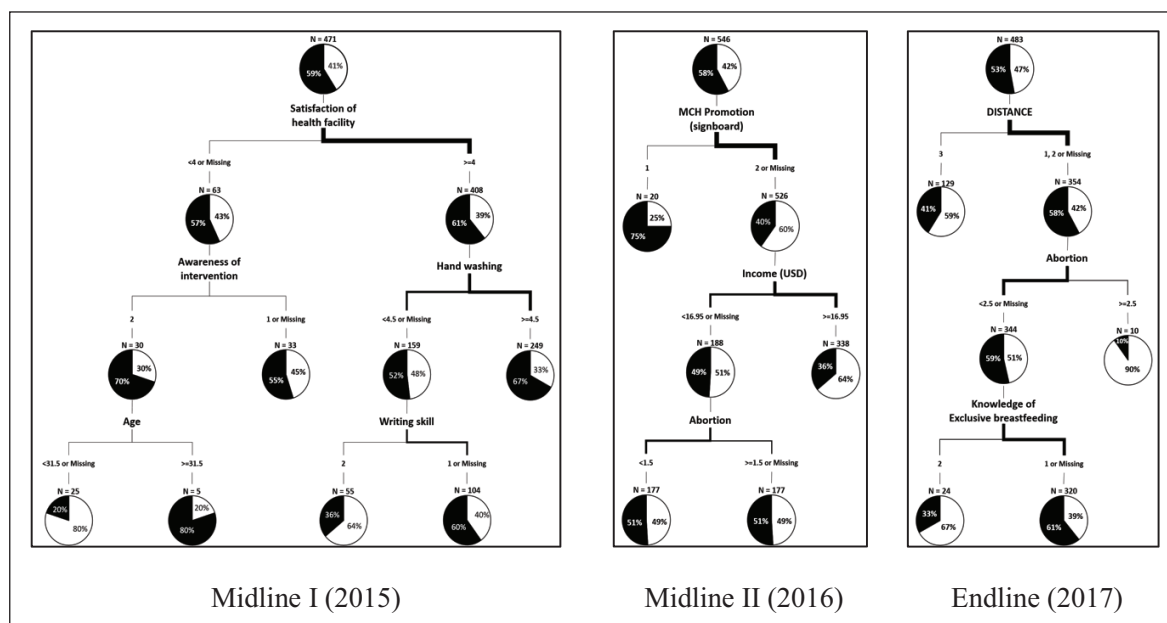 N = 471
59%
41%
Satisfaction of
health facility
<4 or Missing
>=4
N = 63
N = 408
57%
43%
61%
39%
Awareness of
intervention
Hand washing
2
1 or Missing
<4.5 or Missing
>=4.5
N = 30
N = 33
N = 159
N = 249
70%
30%
55%
45%
52%
48%
67%
33%
Age
Writing skill
<31.5 or Missing
>=31.5
2
1 or Missing
N = 25
N = 5
N = 55
N = 104
20%
80%
20%
80%
36%
64%
60%
40%
Midline I (2015)
N = 546
58%
42%
MCH Promotion
(signboard)
1
2 or Missing
N = 20
N = 526
25%
75%
40%
60%
Income (USD)
<16.95 or Missing
>=16.95
N = 188
N = 338
49%
51%
36%
64%
Abortion
<1.5
>=1.5 or Missing
N = 177
N = 177
51%
49%
51%
49%
Midline II (2016)
N = 483
53%
47%
DISTANCE
3
1, 2 or Missing
N = 129
N = 354
41%
59%
58%
42%
Abortion
<2.5 or Missing
>=2.5
N = 344
N = 10
59%
51%
10%
90%
Knowledge of
Exclusive breastfeeding
2
1 or Missing
N = 24
N = 320
33%
67%
61%
39%
Endline (2017)